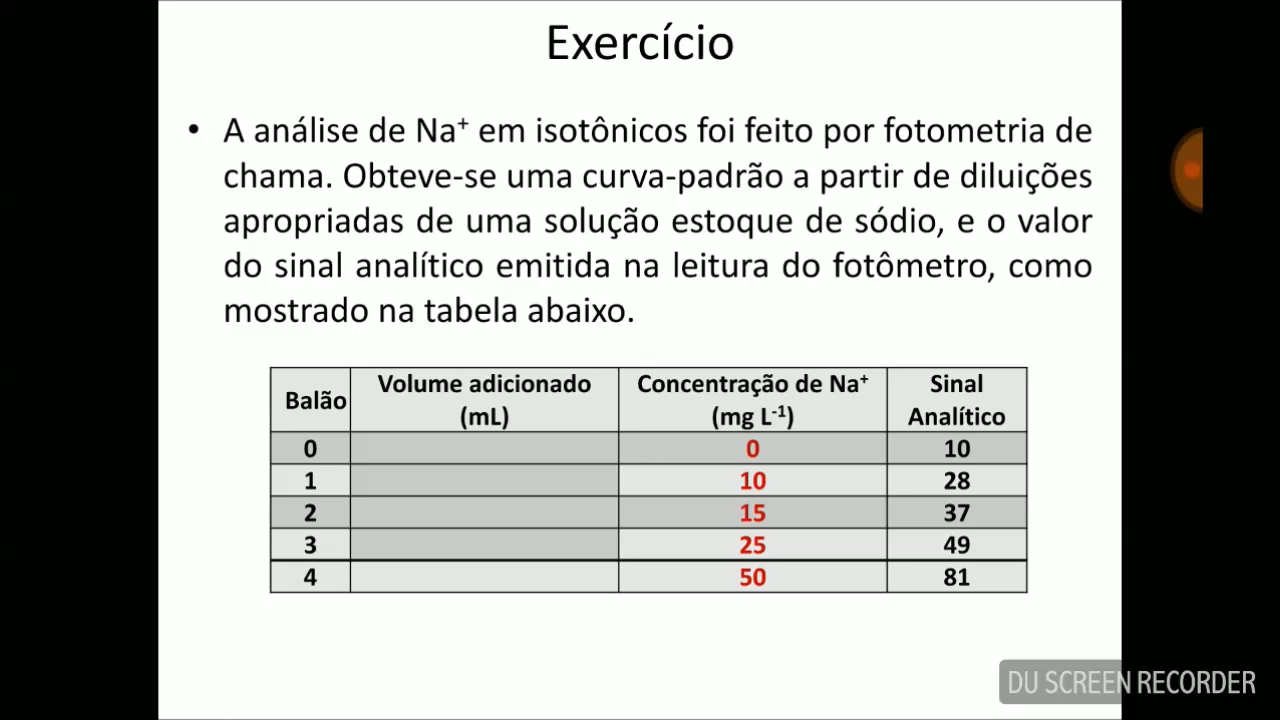 Exercício
• A análise de Na⁺ em isotônicos foi feito por fotometria de
chama. Obteve-se uma curva-padrão a partir de diluições
apropriadas de uma solução estoque de sódio, e o valor
do sinal analítico emitida na leitura do fotômetro, como
mostrado na tabela abaixo.
Balão Volume adicionado (mL) Concentração de Na⁺ (mg L⁻¹) Sinal Analítico
0 0 10
1 10 28
2 15 37
3 25 49
4 50 81
DU SCREEN RECORDER